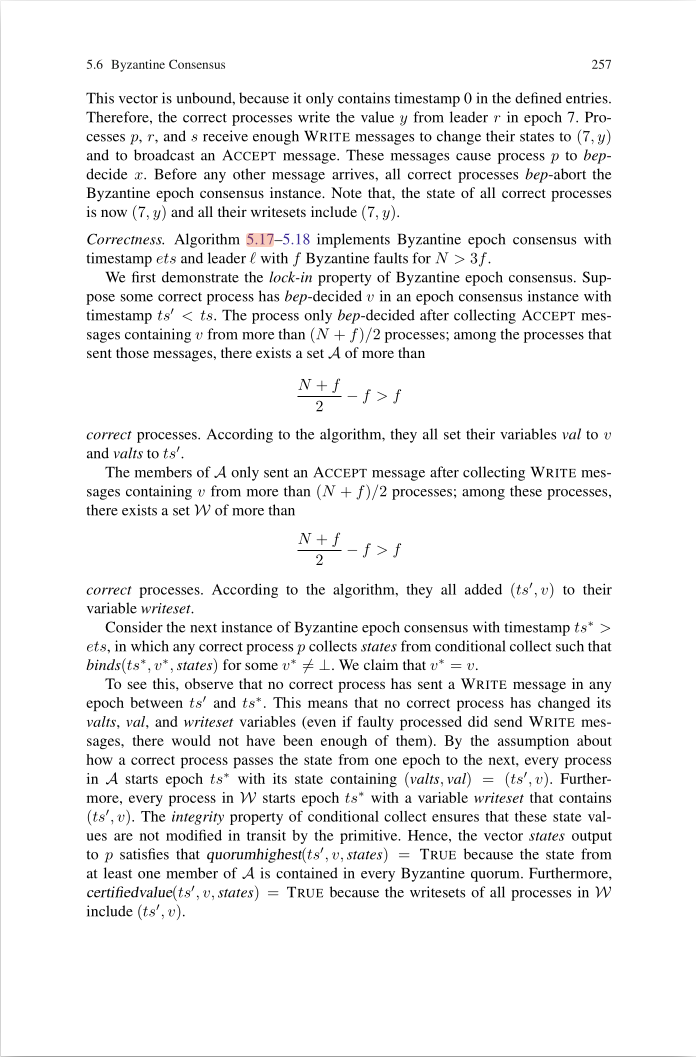 5.6 Byzantine Consensus 257
This vector is unbound, because it only contains timestamp 0 in the defined entries.
Therefore, the correct processes write the value y from leader r in epoch 7. Pro-
cesses p, r, and s receive enough WRITE messages to change their states to (7, y)
and to broadcast an ACCEPT message. These messages cause process p to bep-
decide x. Before any other message arrives, all correct processes bep-abort the
Byzantine epoch consensus instance. Note that, the state of all correct processes
is now (7, y) and all their writesets include (7, y).
Correctness. Algorithm 5.17–5.18 implements Byzantine epoch consensus with
timestamp ets and leader ℓ with f Byzantine faults for N > 3f.
We first demonstrate the lock-in property of Byzantine epoch consensus. Sup-
pose some correct process has bep-decided v in an epoch consensus instance with
timestamp ts′ < ts. The process only bep-decided after collecting ACCEPT mes-
sages containing v from more than (N + f)/2 processes; among the processes that
sent those messages, there exists a set A of more than
N + f
2
− f > f
correct processes. According to the algorithm, they all set their variables val to v
and valts to ts′.
The members of A only sent an ACCEPT message after collecting WRITE mes-
sages containing v from more than (N + f)/2 processes; among these processes,
there exists a set W of more than
N + f
2
− f > f
correct processes. According to the algorithm, they all added (ts′, v) to their
variable writeset.
Consider the next instance of Byzantine epoch consensus with timestamp ts* >
ets, in which any correct process p collects states from conditional collect such that
binds(ts*, v*, states) for some v* ≠ ⊥. We claim that v* = v.
To see this, observe that no correct process has sent a WRITE message in any
epoch between ts′ and ts*. This means that no correct process has changed its
valts, val, and writeset variables (even if faulty processed did send WRITE mes-
sages, there would not have been enough of them). By the assumption about
how a correct process passes the state from one epoch to the next, every process
in A starts epoch ts* with its state containing (valts, val) = (ts′, v). Further-
more, every process in W starts epoch ts* with a variable writeset that contains
(ts′, v). The integrity property of conditional collect ensures that these state val-
ues are not modified in transit by the primitive. Hence, the vector states output
to p satisfies that quorumhighest(ts′, v, states) = TRUE because the state from
at least one member of A is contained in every Byzantine quorum. Furthermore,
certifiedvalue(ts′, v, states) = TRUE because the writesets of all processes in W
include (ts′, v).